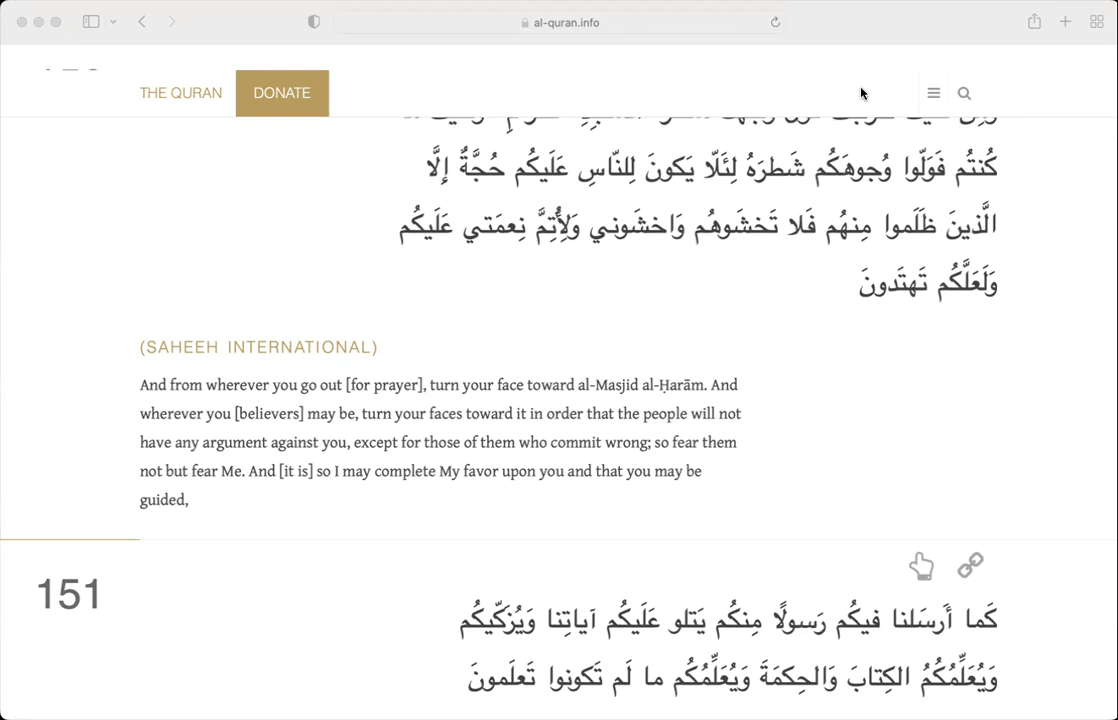 al-quran.info
THE QURAN
DONATE
كُنتُم فَوَلّوا وُجوهَكُم شَطرَهُ لِئَلّا يَكونَ لِلنّاسِ عَلَيكُم حُجَّةٌ إِلَّا
الَّذينَ ظَلَموا مِنهُم فَلا تَخشَوهُم وَاخشَوني وَلِأُتِمَّ نِعمَتي عَلَيكُم
وَلَعَلَّكُم تَهتَدونَ
(SAHEEH INTERNATIONAL)
And from wherever you go out [for prayer], turn your face toward al-Masjid al-Ḥarām. And
wherever you [believers] may be, turn your faces toward it in order that the people will not
have any argument against you, except for those of them who commit wrong; so fear them
not but fear Me. And [it is] so I may complete My favor upon you and that you may be
guided,
151
كَما أَرسَلنا فيكُم رَسولًا مِنكُم يَتلو عَلَيكُم آياتِنا وَيُزَكّيكُم
وَيُعَلِّمُكُمُ الكِتابَ وَالحِكمَةَ وَيُعَلِّمُكُم ما لَم تَكونوا تَعلَمونَ